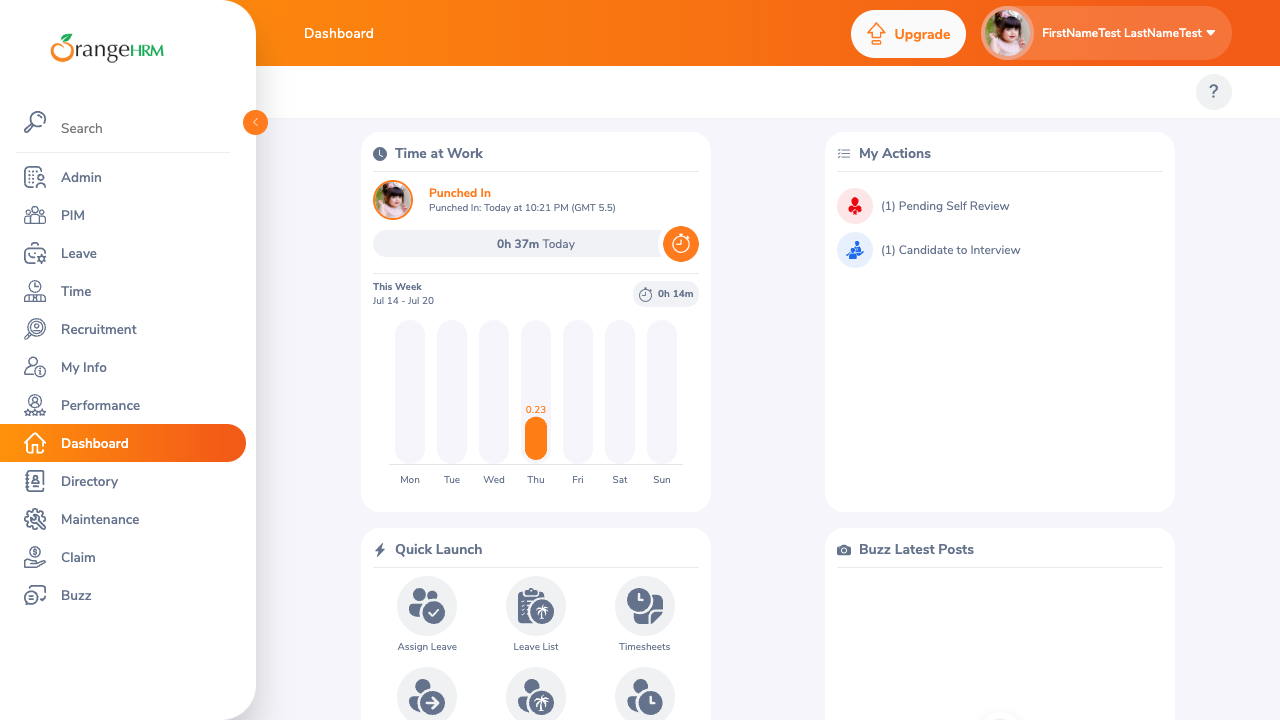 OrangeHRM
Dashboard
Upgrade
FirstNameTest LastNameTest
?
Search
Admin
PIM
Leave
Time
Recruitment
My Info
Performance
Dashboard
Directory
Maintenance
Claim
Buzz
Time at Work
Punched In
Punched In: Today at 10:21 PM (GMT 5.5)
0h 37m Today
This Week
Jul 14 - Jul 20
0h 14m
0.23
Mon Tue Wed Thu Fri Sat Sun
My Actions
(1) Pending Self Review
(1) Candidate to Interview
Quick Launch
Assign Leave
Leave List
Timesheets
Buzz Latest Posts